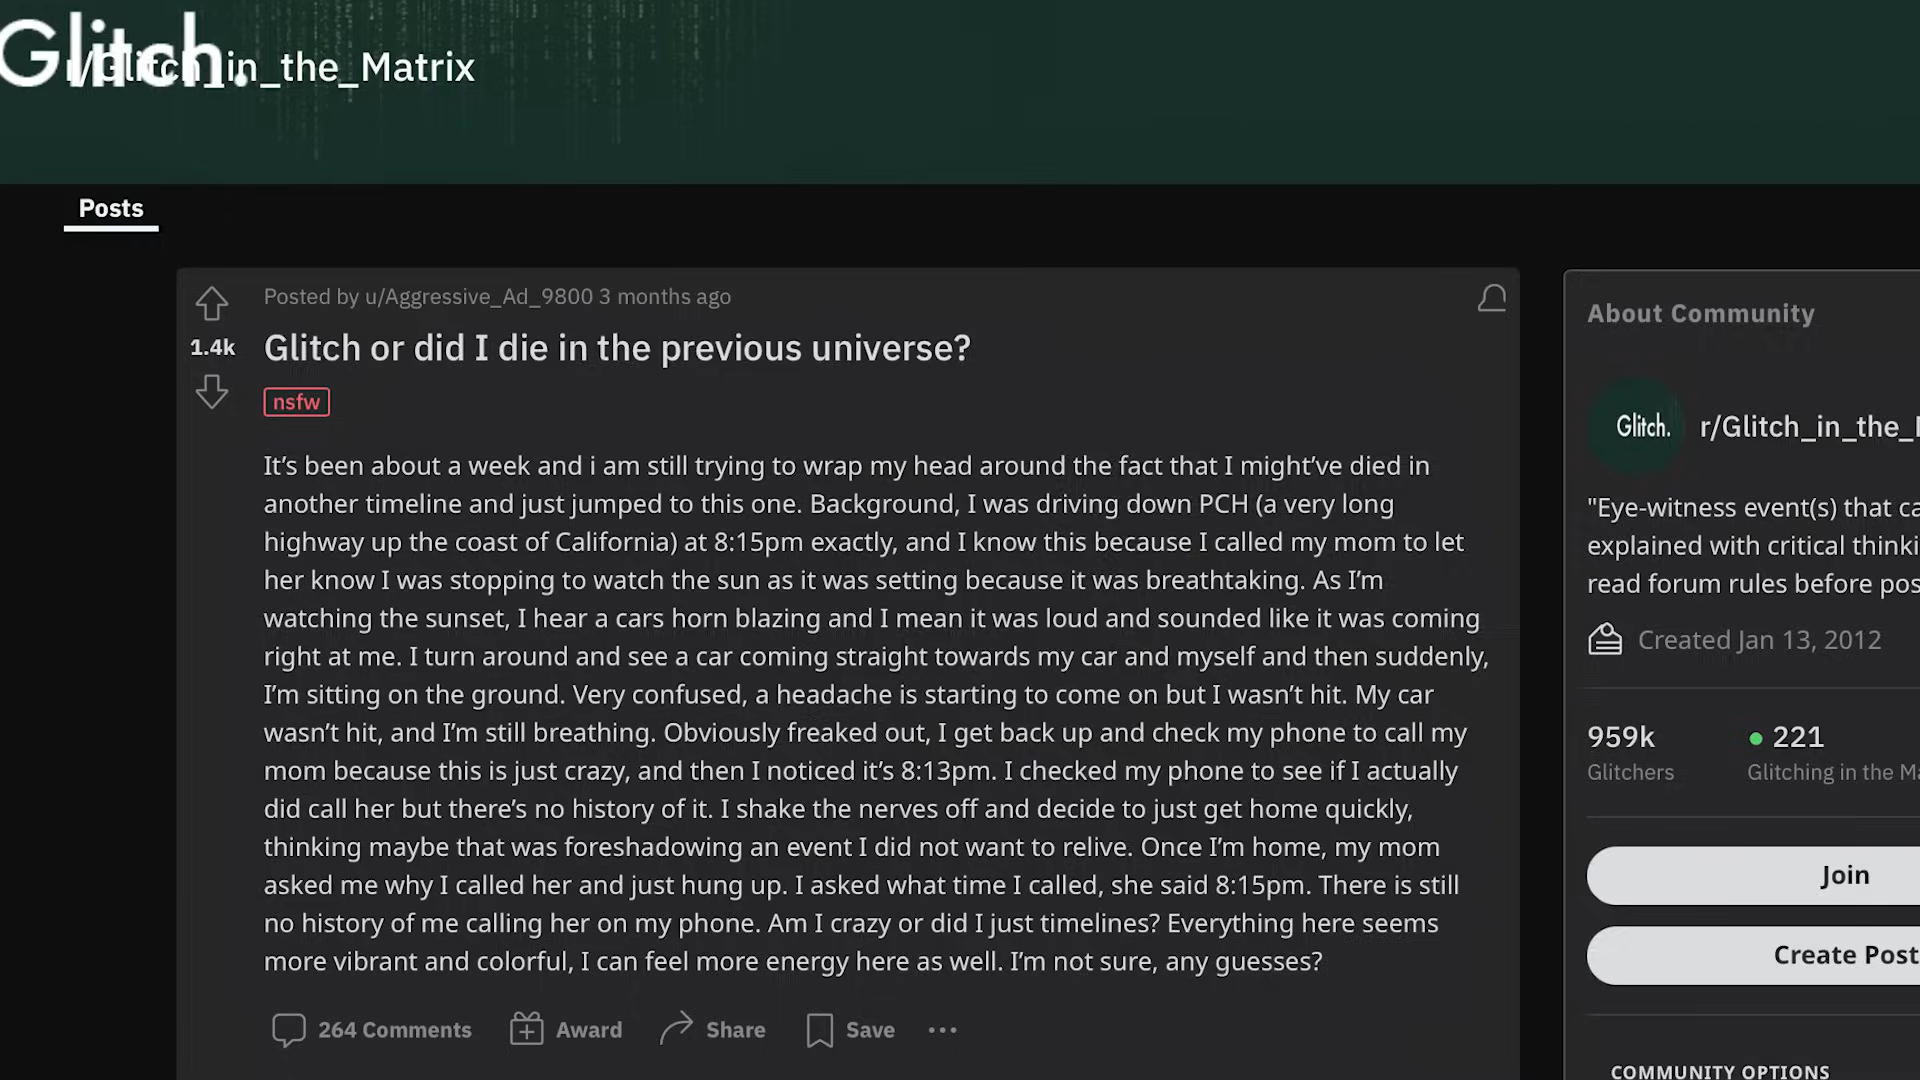 Glitch.
r/Glitch_in_the_Matrix
Posts
Posted by u/Aggressive_Ad_9800 3 months ago
1.4k
Glitch or did I die in the previous universe?
nsfw
It’s been about a week and i am still trying to wrap my head around the fact that I might’ve died in
another timeline and just jumped to this one. Background, I was driving down PCH (a very long
highway up the coast of California) at 8:15pm exactly, and I know this because I called my mom to let
her know I was stopping to watch the sun as it was setting because it was breathtaking. As I’m
watching the sunset, I hear a cars horn blazing and I mean it was loud and sounded like it was coming
right at me. I turn around and see a car coming straight towards my car and myself and then suddenly,
I’m sitting on the ground. Very confused, a headache is starting to come on but I wasn’t hit. My car
wasn’t hit, and I’m still breathing. Obviously freaked out, I get back up and check my phone to call my
mom because this is just crazy, and then I noticed it’s 8:13pm. I checked my phone to see if I actually
did call her but there’s no history of it. I shake the nerves off and decide to just get home quickly,
thinking maybe that was foreshadowing an event I did not want to relive. Once I’m home, my mom
asked me why I called her and just hung up. I asked what time I called, she said 8:15pm. There is still
no history of me calling her on my phone. Am I crazy or did I just timelines? Everything here seems
more vibrant and colorful, I can feel more energy here as well. I’m not sure, any guesses?
264 Comments
Award
Share
Save
About Community
Glitch.
r/Glitch_in_the_
"Eye-witness event(s) that ca
explained with critical thinki
read forum rules before pos
Created Jan 13, 2012
959k
221
Glitchers
Glitching in the Ma
Join
Create Post
COMMUNITY OPTIONS